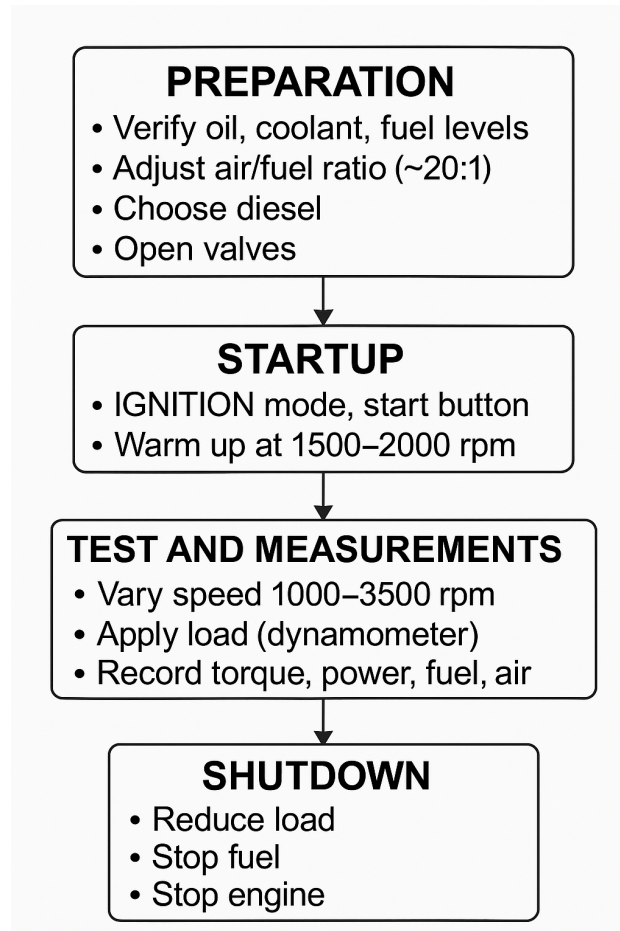 PREPARATION
• Verify oil, coolant, fuel levels
• Adjust air/fuel ratio (~20:1)
• Choose diesel
• Open valves
STARTUP
• IGNITION mode, start button
• Warm up at 1500–2000 rpm
TEST AND MEASUREMENTS
• Vary speed 1000–3500 rpm
• Apply load (dynamometer)
• Record torque, power, fuel, air
SHUTDOWN
• Reduce load
• Stop fuel
• Stop engine